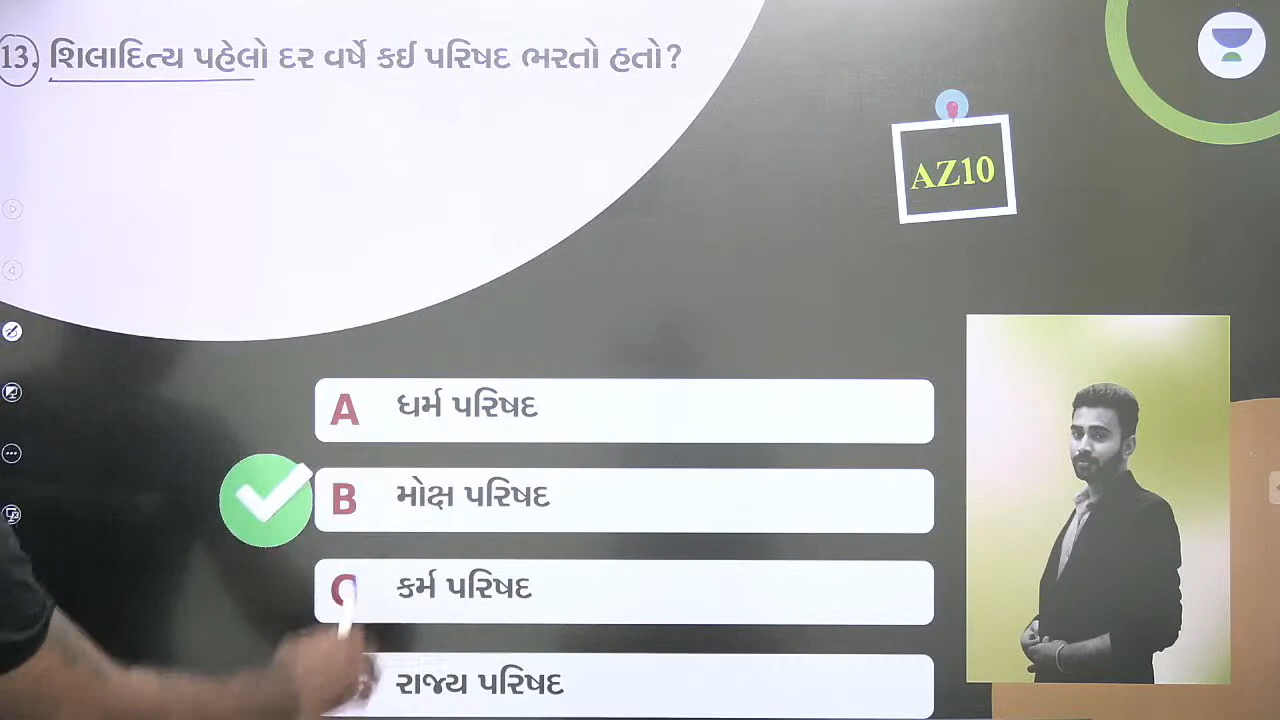 13. શિલાદિત્ય પહેલો દર વર્ષે કઈ પરિષદ ભરતો હતો?
AZ10
A ધર્મ પરિષદ
B મોક્ષ પરિષદ
C કર્મ પરિષદ
રાજ્ય પરિષદ